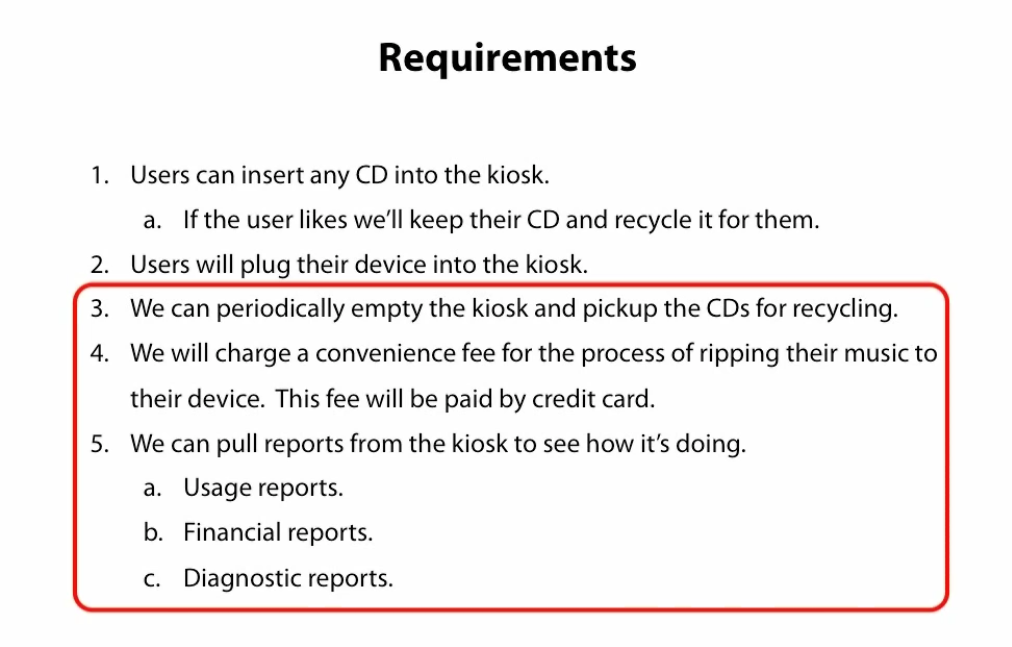 Requirements
1. Users can insert any CD into the kiosk.
a. If the user likes we'll keep their CD and recycle it for them.
2. Users will plug their device into the kiosk.
3. We can periodically empty the kiosk and pickup the CDs for recycling.
4. We will charge a convenience fee for the process of ripping their music to
their device. This fee will be paid by credit card.
5. We can pull reports from the kiosk to see how it's doing.
a. Usage reports.
b. Financial reports.
c. Diagnostic reports.